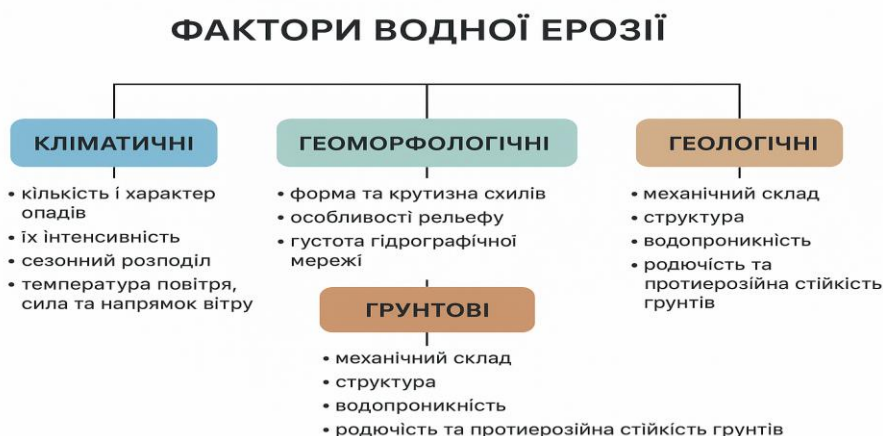 ФАКТОРИ ВОДНОЇ ЕРОЗІЇ
КЛІМАТИЧНІ
• кількість і характер
опадів
• їх інтенсивність
• сезонний розподіл
• температура повітря,
сила та напрямок вітру
ГЕОМОРФОЛОГІЧНІ
• форма та крутизна схилів
• особливості рельефу
• густота гідрографічної
мережі
ГЕОЛОГІЧНІ
• механічний склад
• структура
• водопроникність
• родючість та
протиерозійна стійкість
грунтів
ГРУНТОВІ
• механічний склад
• структура
• водопроникність
• родючість та протиерозійна стійкість грунтів